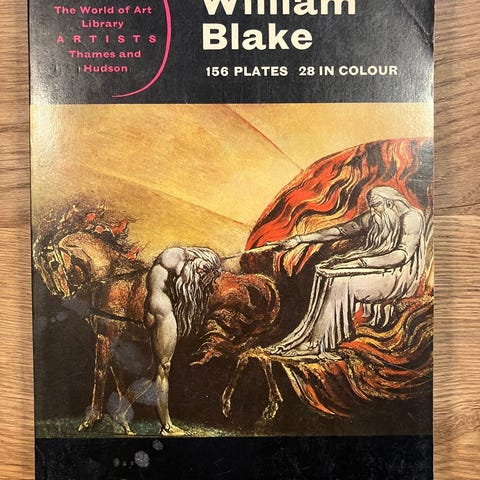 The World of Art
Library
ARTISTS
Thames and
Hudson
William
Blake
156 PLATES 28 IN COLOUR